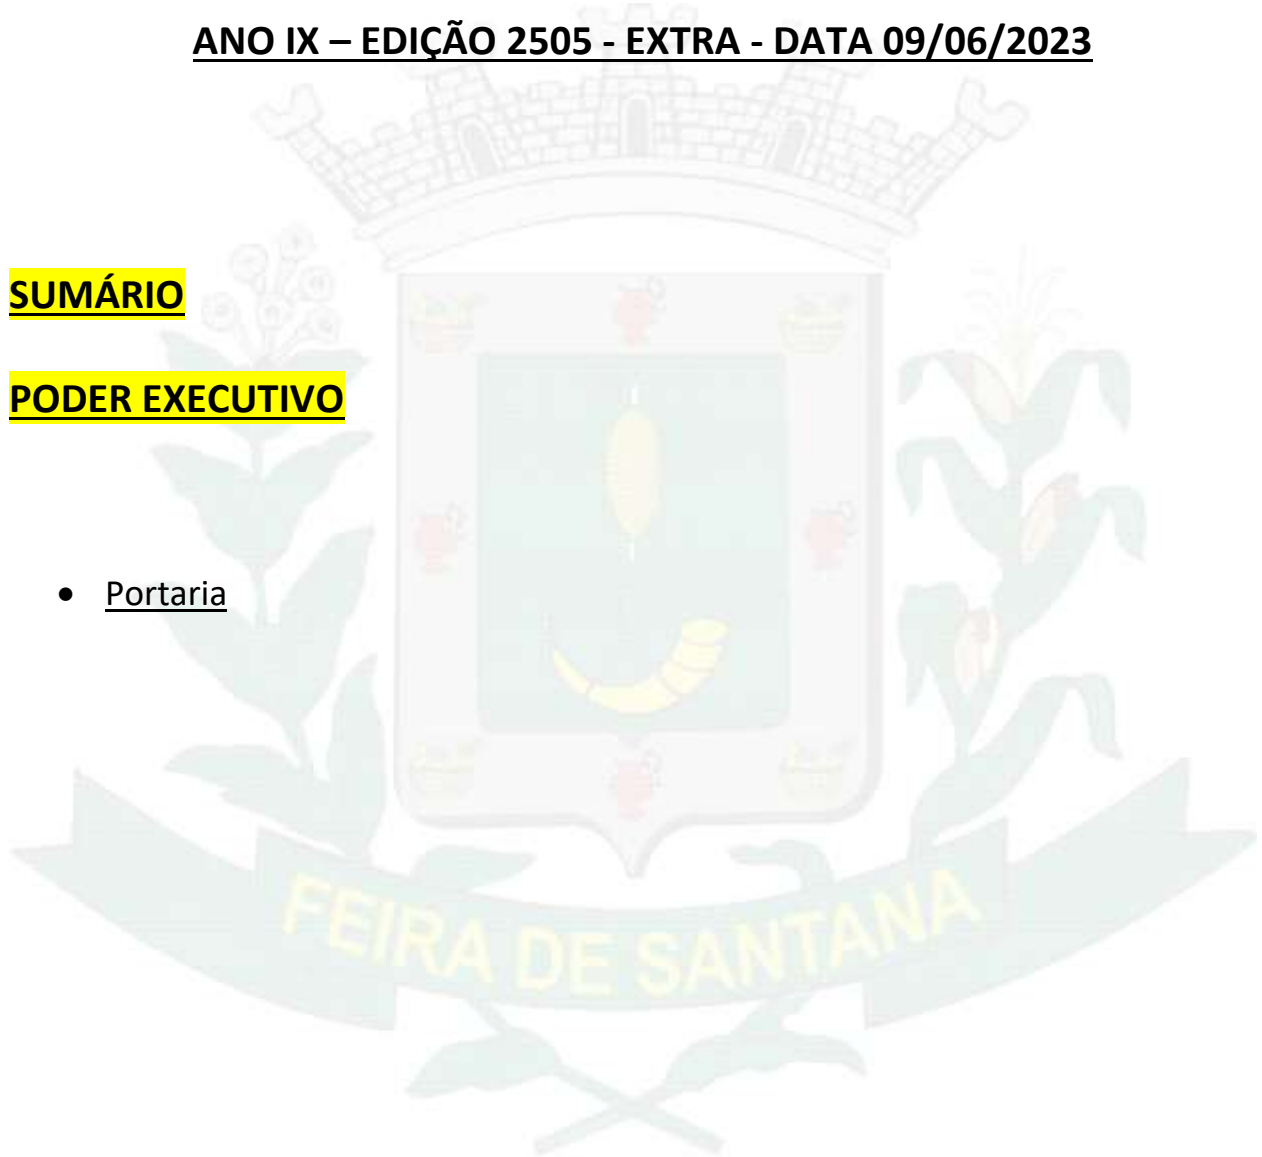 ANO IX – EDIÇÃO 2505 - EXTRA - DATA 09/06/2023
SUMÁRIO
PODER EXECUTIVO
• Portaria
FEIRA DE SANTANA